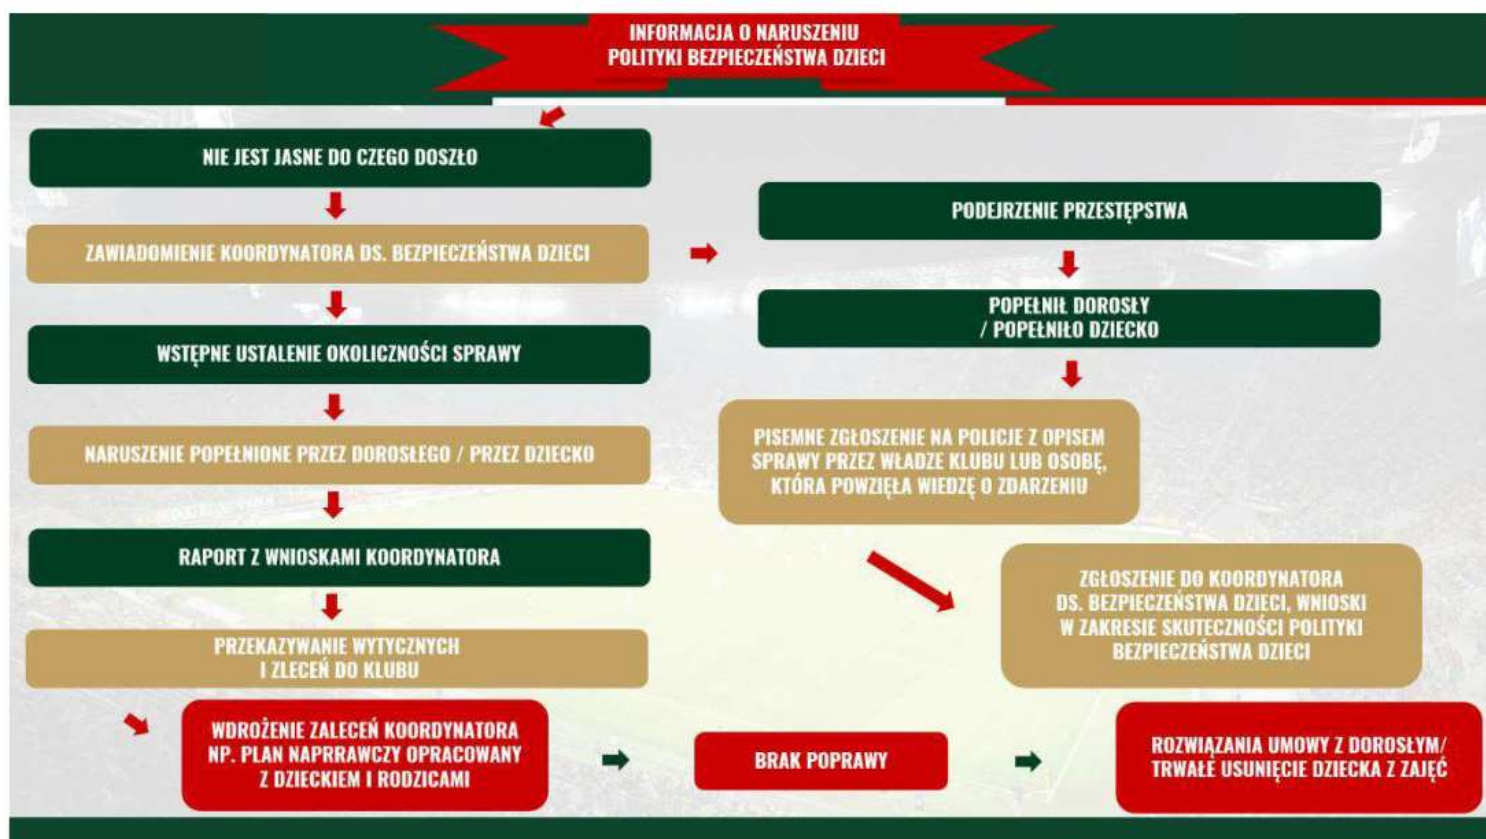 INFORMACJA O NARUSZENIU
POLITYKI BEZPIECZEŃSTWA DZIECI
NIE JEST JASNE DO CZEGO DOSZŁO
ZAWIADOMIENIE KOORDYNATORA DS. BEZPIECZEŃSTWA DZIECI
WSTĘPNE USTALENIE OKOLICZNOŚCI SPRAWY
NARUSZENIE POPEŁNIONE PRZEZ DOROSŁEGO / PRZEZ DZIECKO
RAPORT Z WNIOSKAMI KOORDYNATORA
PRZEKAZYWANIE WYTYCZNYCH
I ZLECEŃ DO KLUBU
PODEJRZENIE PRZESTĘPSTWA
POPEŁNIŁ DOROSŁY
/ POPEŁNIŁO DZIECKO
PISEMNE ZGŁOSZENIE NA POLICJE Z OPISEM
SPRAWY PRZEZ WŁADZE KLUBU LUB OSOBĘ,
KTÓRA POWZIĘŁA WIEDZĘ O ZDARZENIU
ZGŁOSZENIE DO KOORDYNATORA
DS. BEZPIECZEŃSTWA DZIECI, WNIOSKI
W ZAKRESIE SKUTECZNOŚCI POLITYKI
BEZPIECZEŃSTWA DZIECI
WDROŻENIE ZALECEŃ KOORDYNATORA
NP. PLAN NAPRRAWCZY OPRACOWANY
Z DZIECKIEM I RODZICAMI
BRAK POPRAWY
ROZWIĄZANIA UMOWY Z DOROSŁYM/
TRWAŁE USUNIĘCIE DZIECKA Z ZAJĘĆ